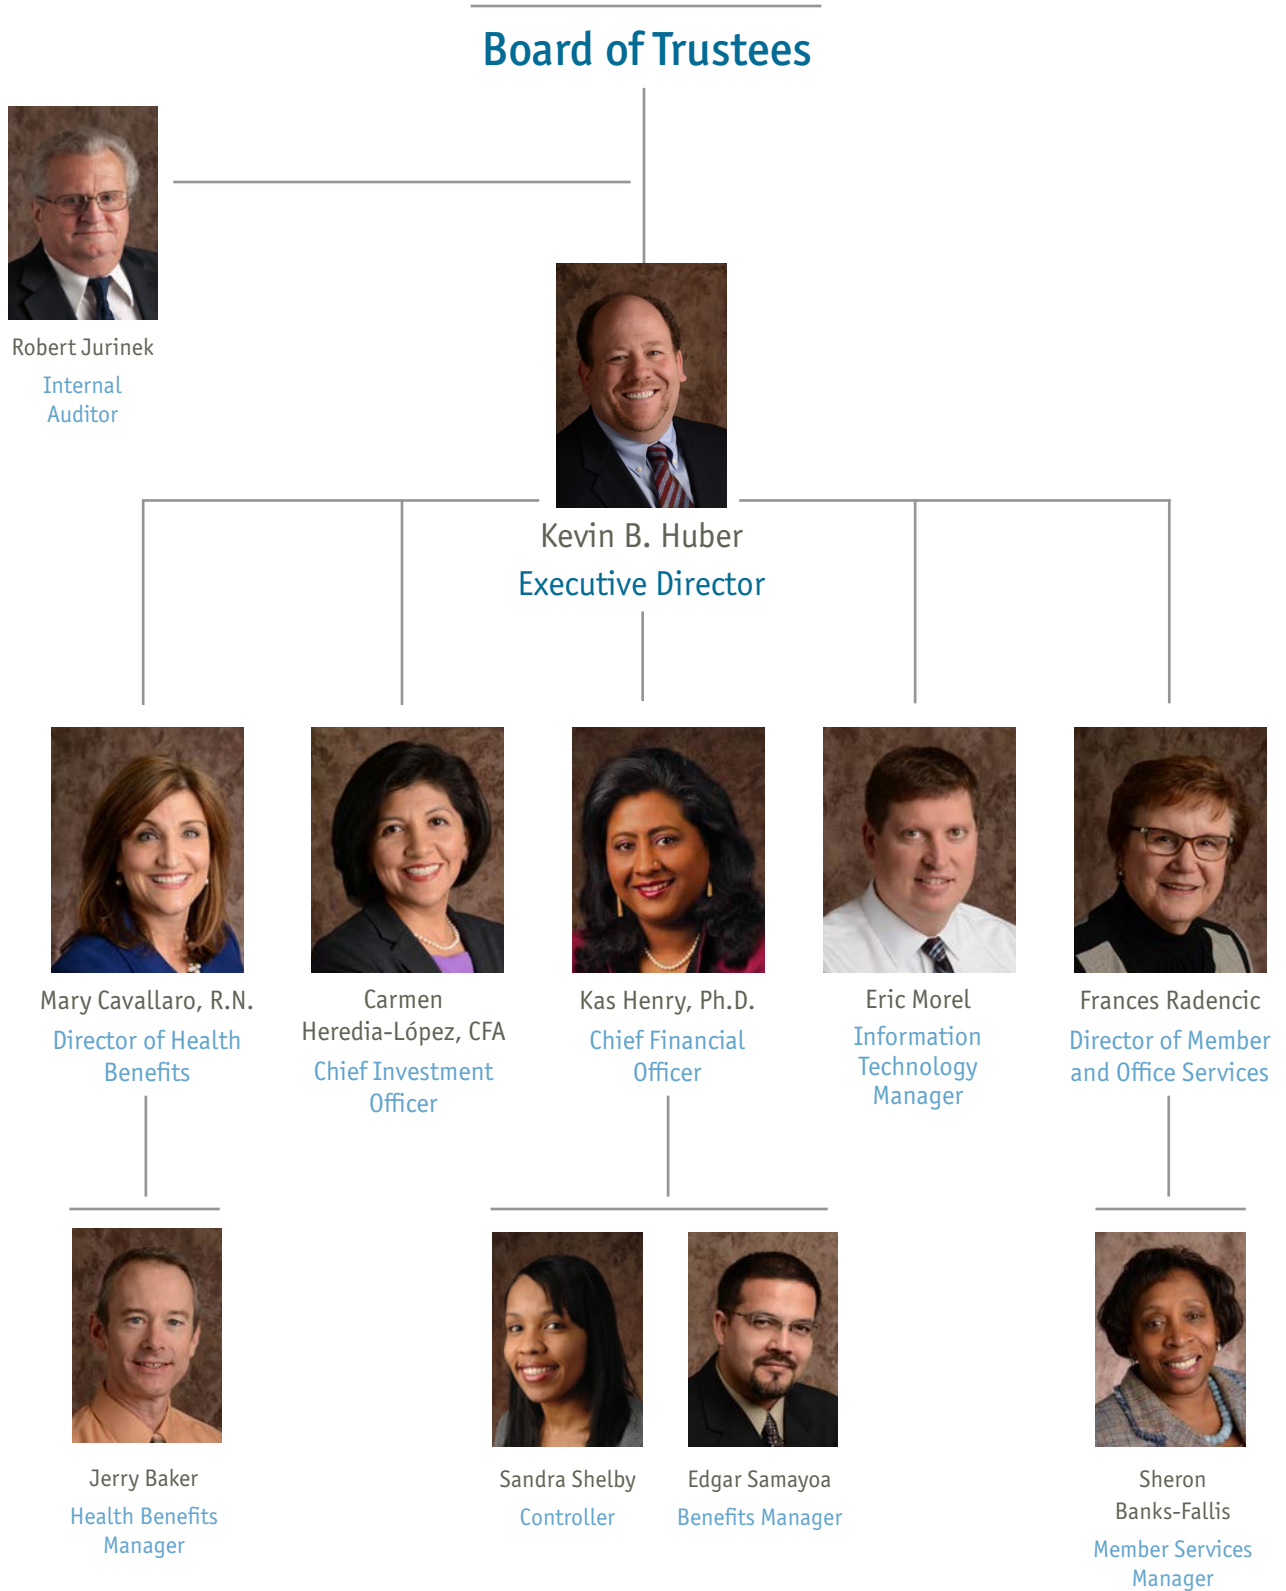 Board of Trustees
Robert Jurinek
Internal
Auditor
Kevin B. Huber
Executive Director
Mary Cavallaro, R.N.
Director of Health
Benefits
Carmen
Heredia-López, CFA
Chief Investment
Officer
Kas Henry, Ph.D.
Chief Financial
Officer
Eric Morel
Information
Technology
Manager
Frances Radencic
Director of Member
and Office Services
Jerry Baker
Health Benefits
Manager
Sandra Shelby
Controller
Edgar Samayoa
Benefits Manager
Sheron
Banks-Fallis
Member Services
Manager